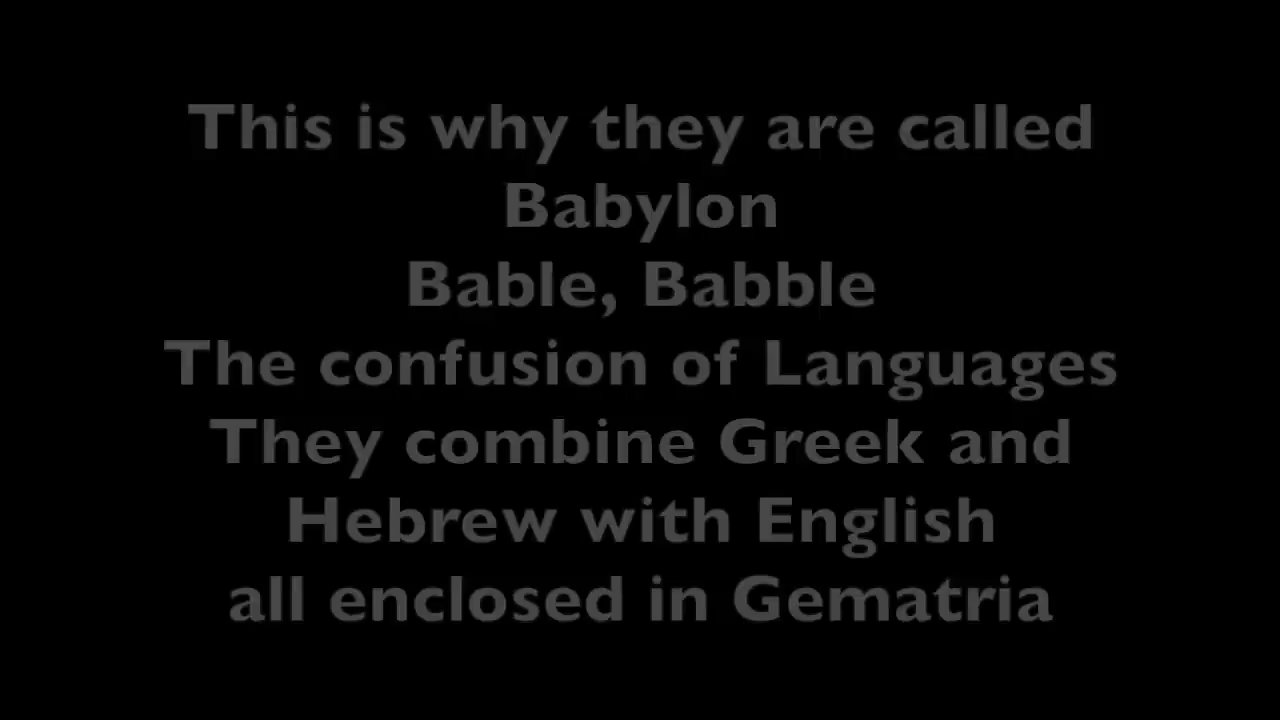 This is why they are called
Babylon
Bable, Babble
The confusion of Languages
They combine Greek and
Hebrew with English
all enclosed in Gematria